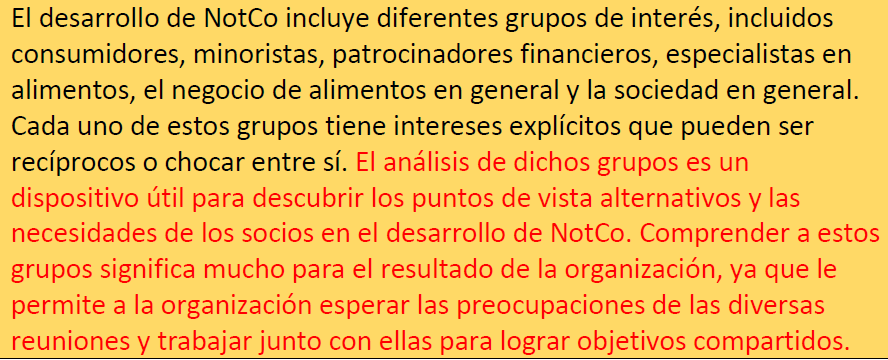 El desarrollo de NotCo incluye diferentes grupos de interés, incluidos
consumidores, minoristas, patrocinadores financieros, especialistas en
alimentos, el negocio de alimentos en general y la sociedad en general.
Cada uno de estos grupos tiene intereses explícitos que pueden ser
recíprocos o chocar entre sí. El análisis de dichos grupos es un
dispositivo útil para descubrir los puntos de vista alternativos y las
necesidades de los socios en el desarrollo de NotCo. Comprender a estos
grupos significa mucho para el resultado de la organización, ya que le
permite a la organización esperar las preocupaciones de las diversas
reuniones y trabajar junto con ellas para lograr objetivos compartidos.